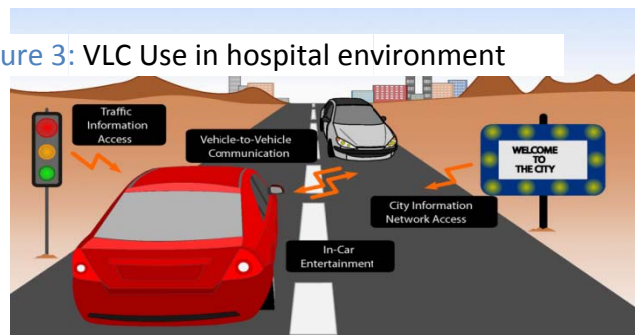 ure 3: VLC Use in hospital environment
Traffic
Information
Access
Vehicle-to-Vehicle
Communication
WELCOME
TO
THE CITY
City Information
Network Access
In-Car
Entertainment